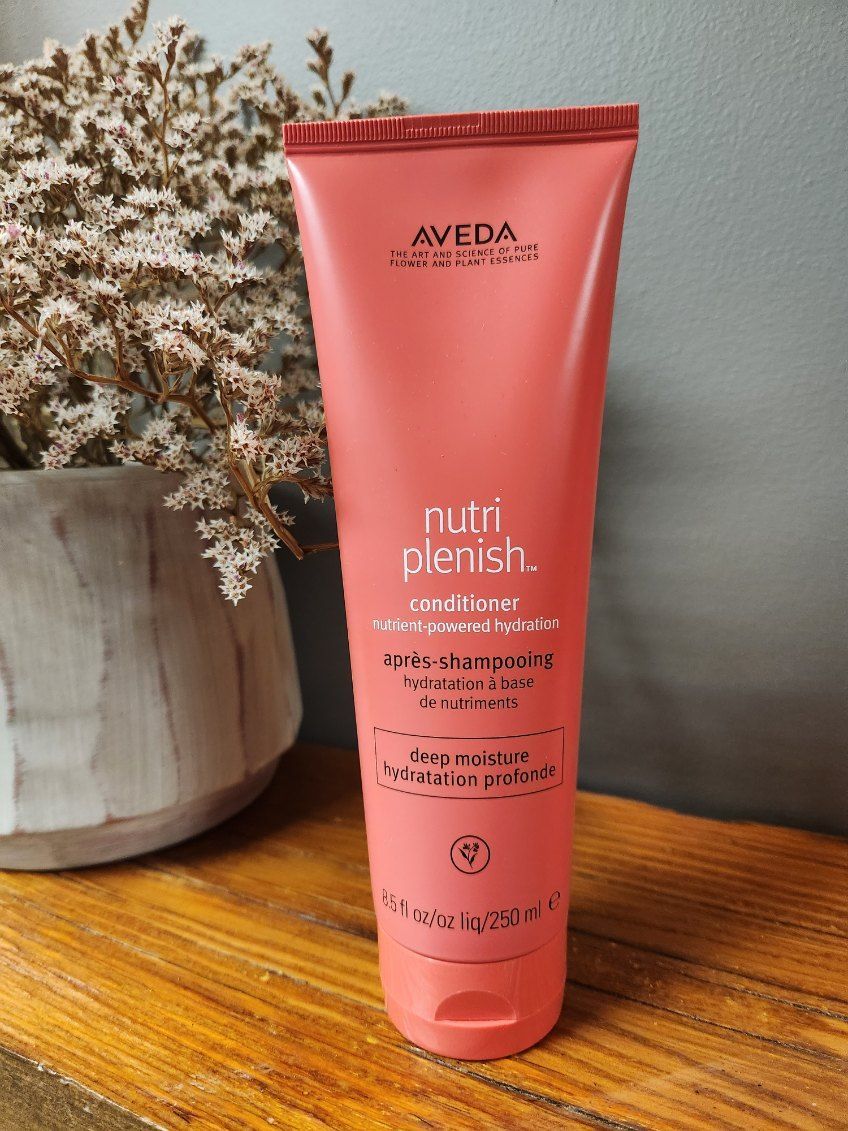 AVEDA
THE ART AND SCIENCE OF PURE
FLOWER AND PLANT ESSENCES
nutri
plenish™
conditioner
nutrient-powered hydration
après-shampooing
hydratation à base
de nutriments
deep moisture
hydratation profonde
8.5 fl oz/oz liq/250 ml ℮